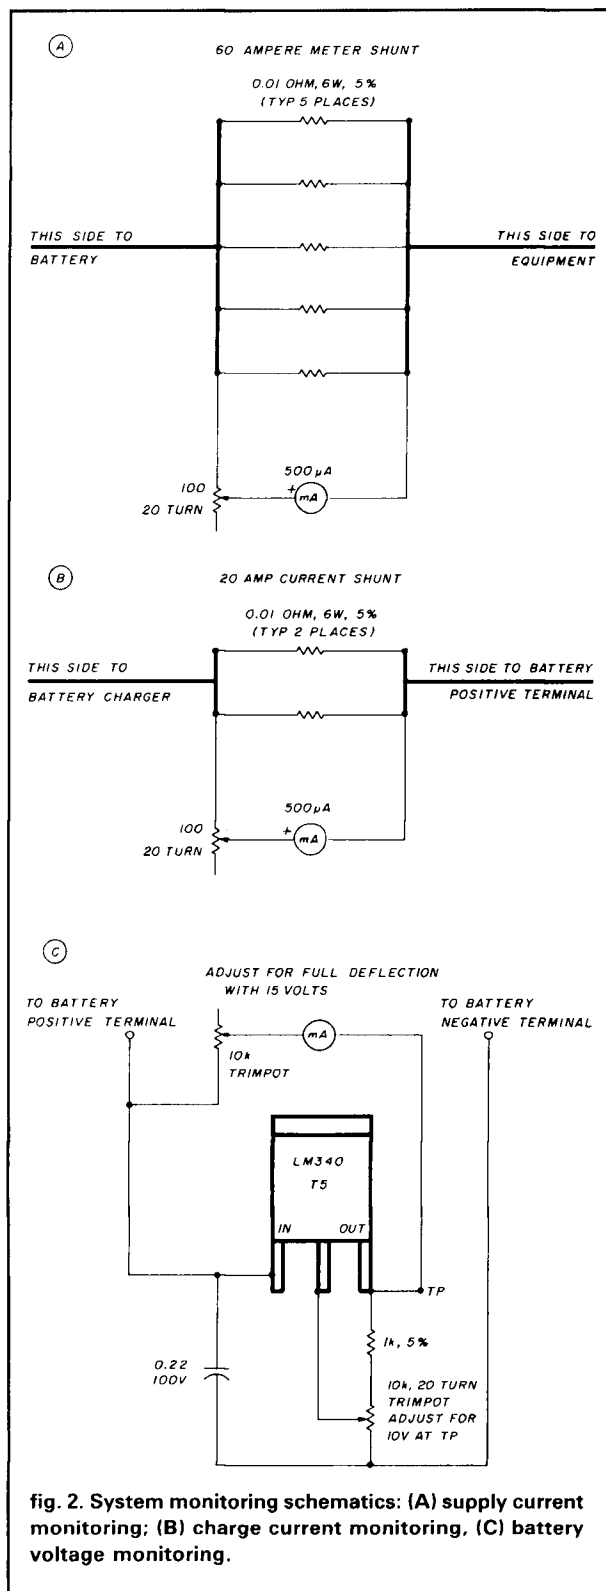 A
60 AMPERE METER SHUNT
0.01 OHM, 6W, 5%
(TYP 5 PLACES)
THIS SIDE TO
BATTERY
THIS SIDE TO
EQUIPMENT
500µA
100
20 TURN
+
mA
B
20 AMP CURRENT SHUNT
0.01 OHM, 6W, 5%
(TYP 2 PLACES)
THIS SIDE TO
BATTERY CHARGER
THIS SIDE TO BATTERY
POSITIVE TERMINAL
500µA
100
20 TURN
+
mA
C
ADJUST FOR FULL DEFLECTION
WITH 15 VOLTS
TO BATTERY
POSITIVE TERMINAL
TO BATTERY
NEGATIVE TERMINAL
mA
10k
TRIMPOT
LM340
T5
IN OUT
TP
1k, 5%
0.22
100V
10k, 20 TURN
TRIMPOT
ADJUST FOR
10V AT TP
fig. 2. System monitoring schematics: (A) supply current
monitoring; (B) charge current monitoring, (C) battery
voltage monitoring.